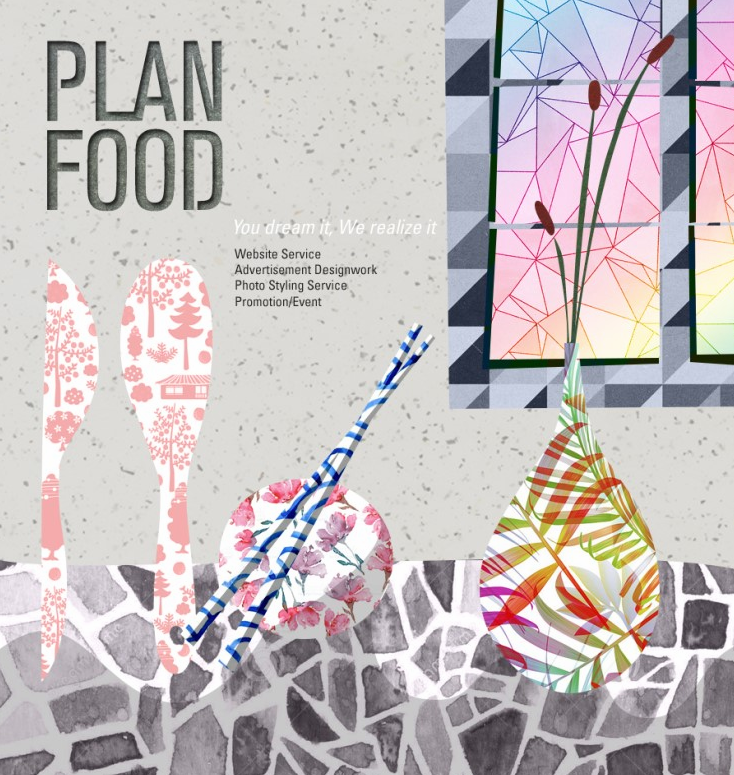 PLAN
FOOD
You dream it, We realize it
Website Service
Advertisement Designwork
Photo Styling Service
Promotion/Event